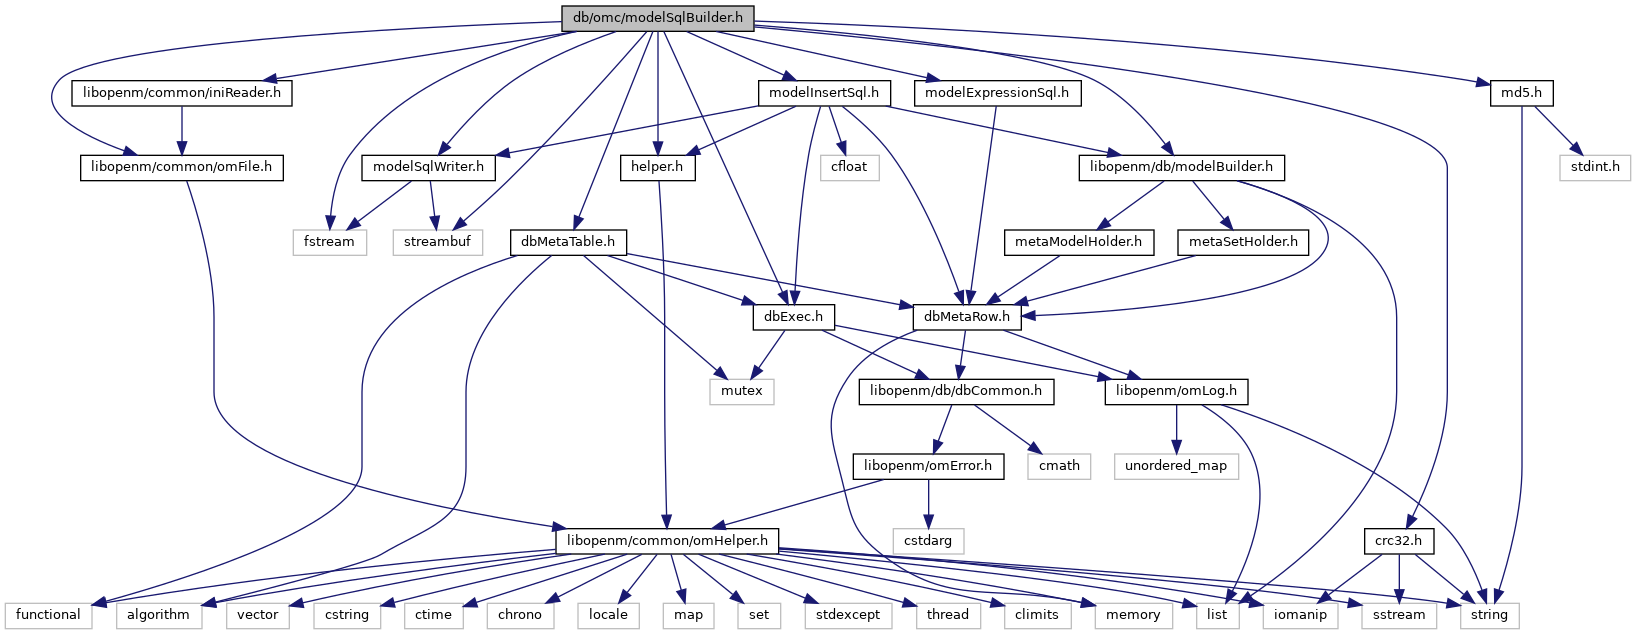 db/omc/modelSqlBuilder.h
libopenm/common/iniReader.h
modelInsertSql.h
modelExpressionSql.h
md5.h
libopenm/common/omFile.h
modelSqlWriter.h
helper.h
cfloat
libopenm/db/modelBuilder.h
stdint.h
fstream
streambuf
dbMetaTable.h
metaModelHolder.h
metaSetHolder.h
dbExec.h
dbMetaRow.h
mutex
libopenm/db/dbCommon.h
libopenm/omLog.h
libopenm/omError.h
cmath
unordered_map
libopenm/common/omHelper.h
cstdarg
crc32.h
functional
algorithm
vector
cstring
ctime
chrono
locale
map
set
stdexcept
thread
climits
memory
list
iomanip
sstream
string